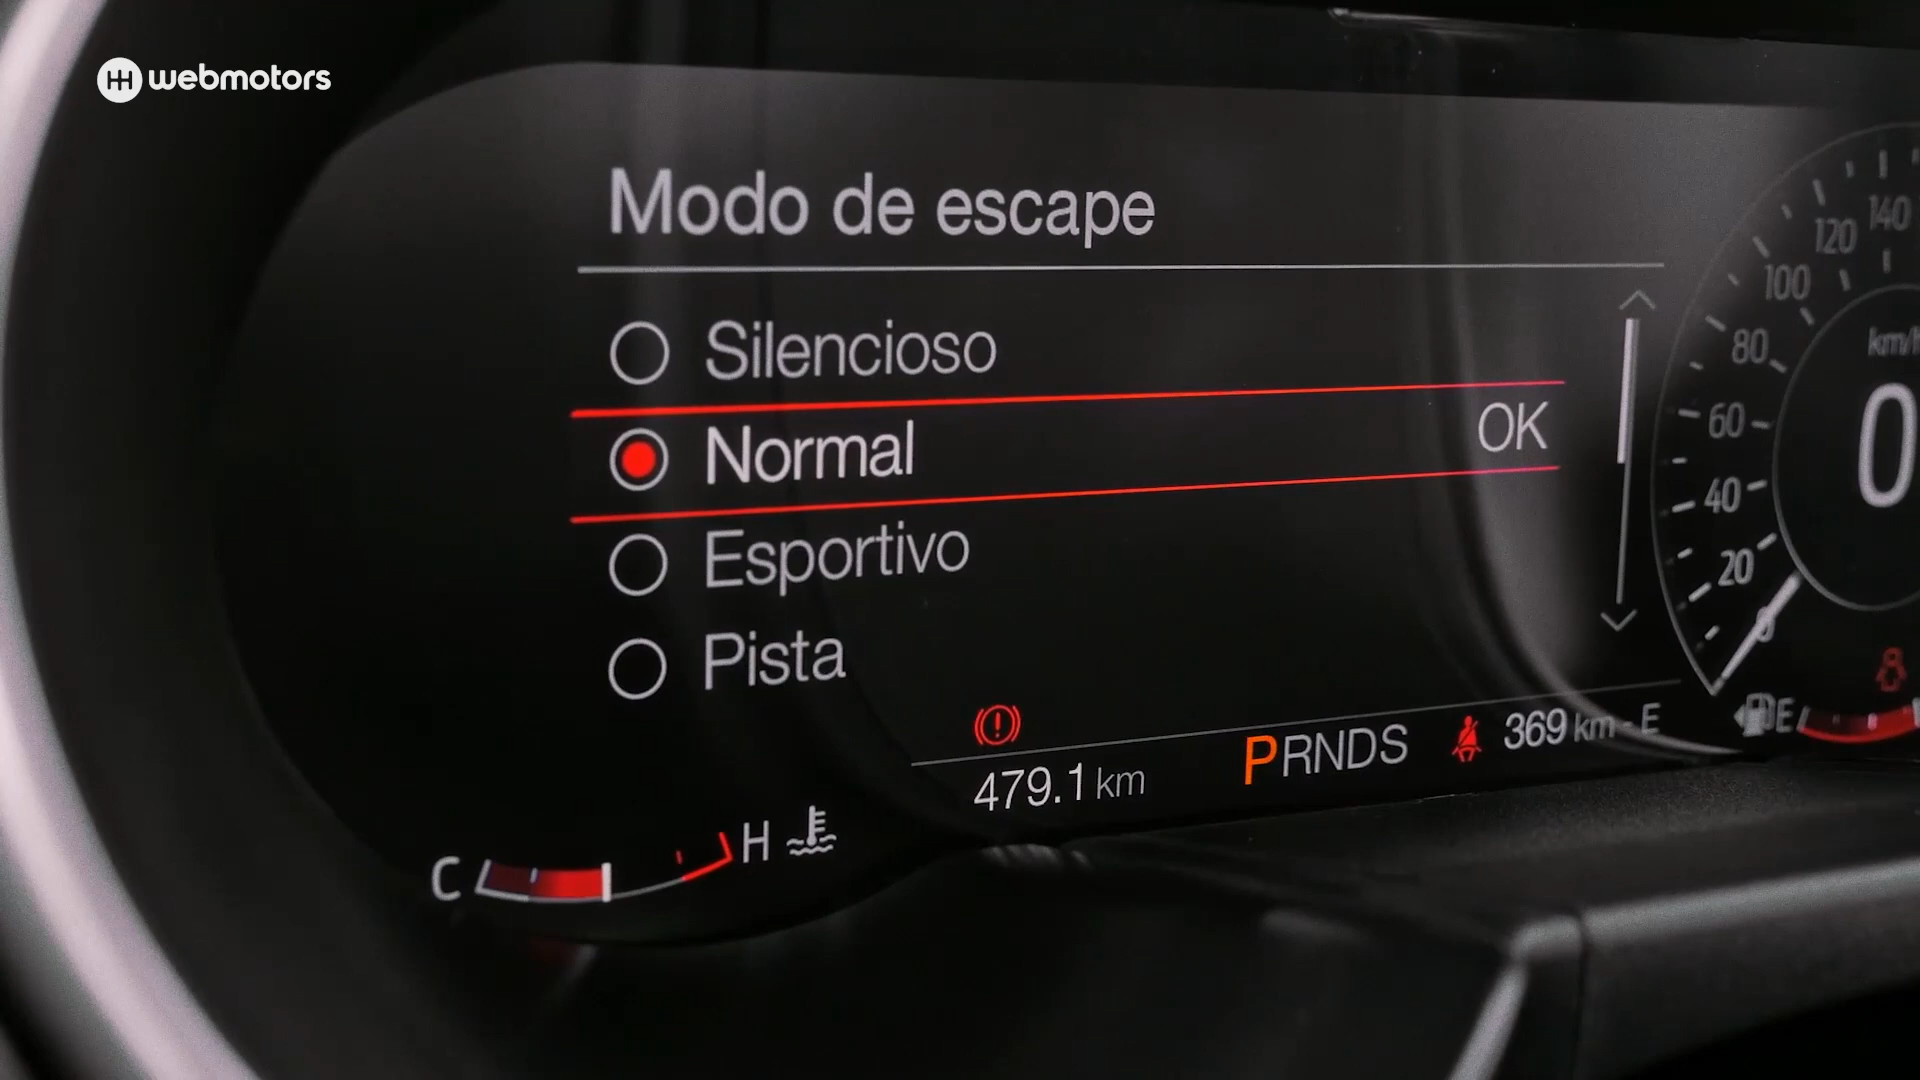 webmotors
Modo de escape
Silencioso
Normal OK
Esportivo
Pista
479.1 km
PRNDS
369 km - E
C H
E
0
20
40
60
80
100
120
140
km/h
0